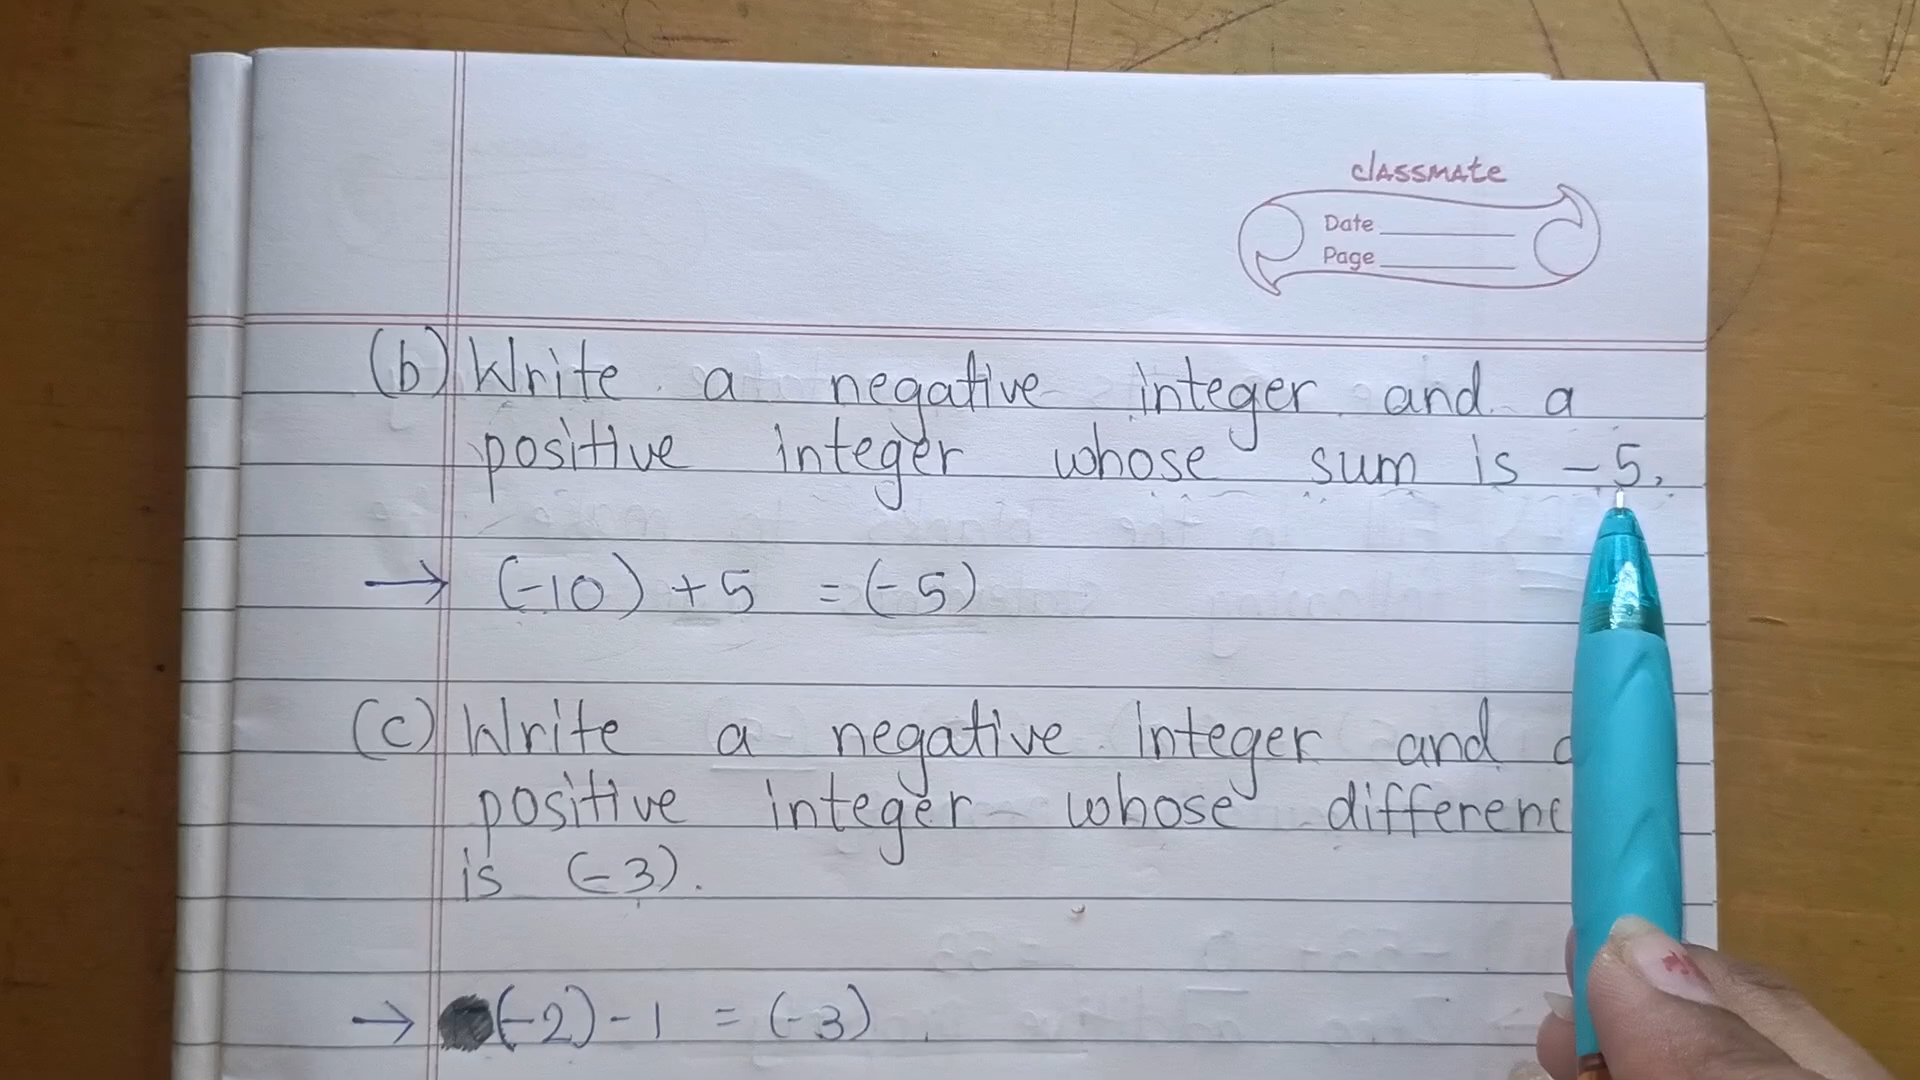 classmate
Date
Page
(b) Write a negative integer and a
positive integer whose sum is -5.
→ (-10) + 5 = (-5)
(c) Write a negative integer and
positive integer whose differenc
is (-3).
→ (-2) - 1 = (-3)